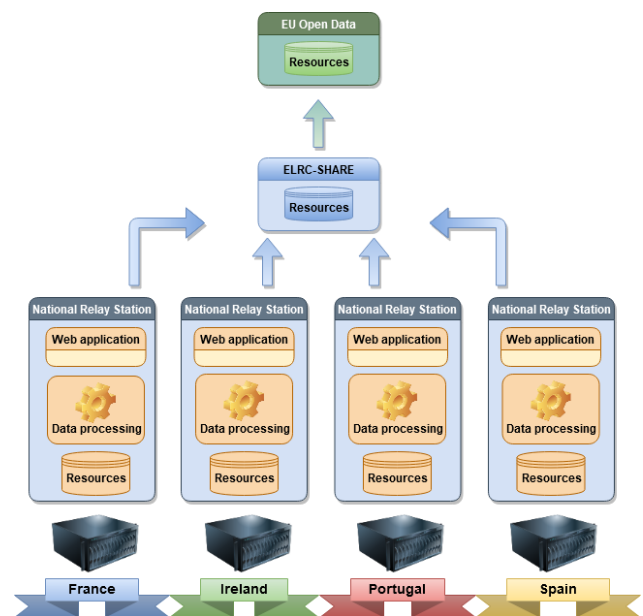 EU Open Data
Resources
ELRC-SHARE
Resources
National Relay Station
National Relay Station
National Relay Station
National Relay Station
Web application
Web application
Web application
Web application
Data processing
Data processing
Data processing
Data processing
Resources
Resources
Resources
Resources
France
Ireland
Portugal
Spain